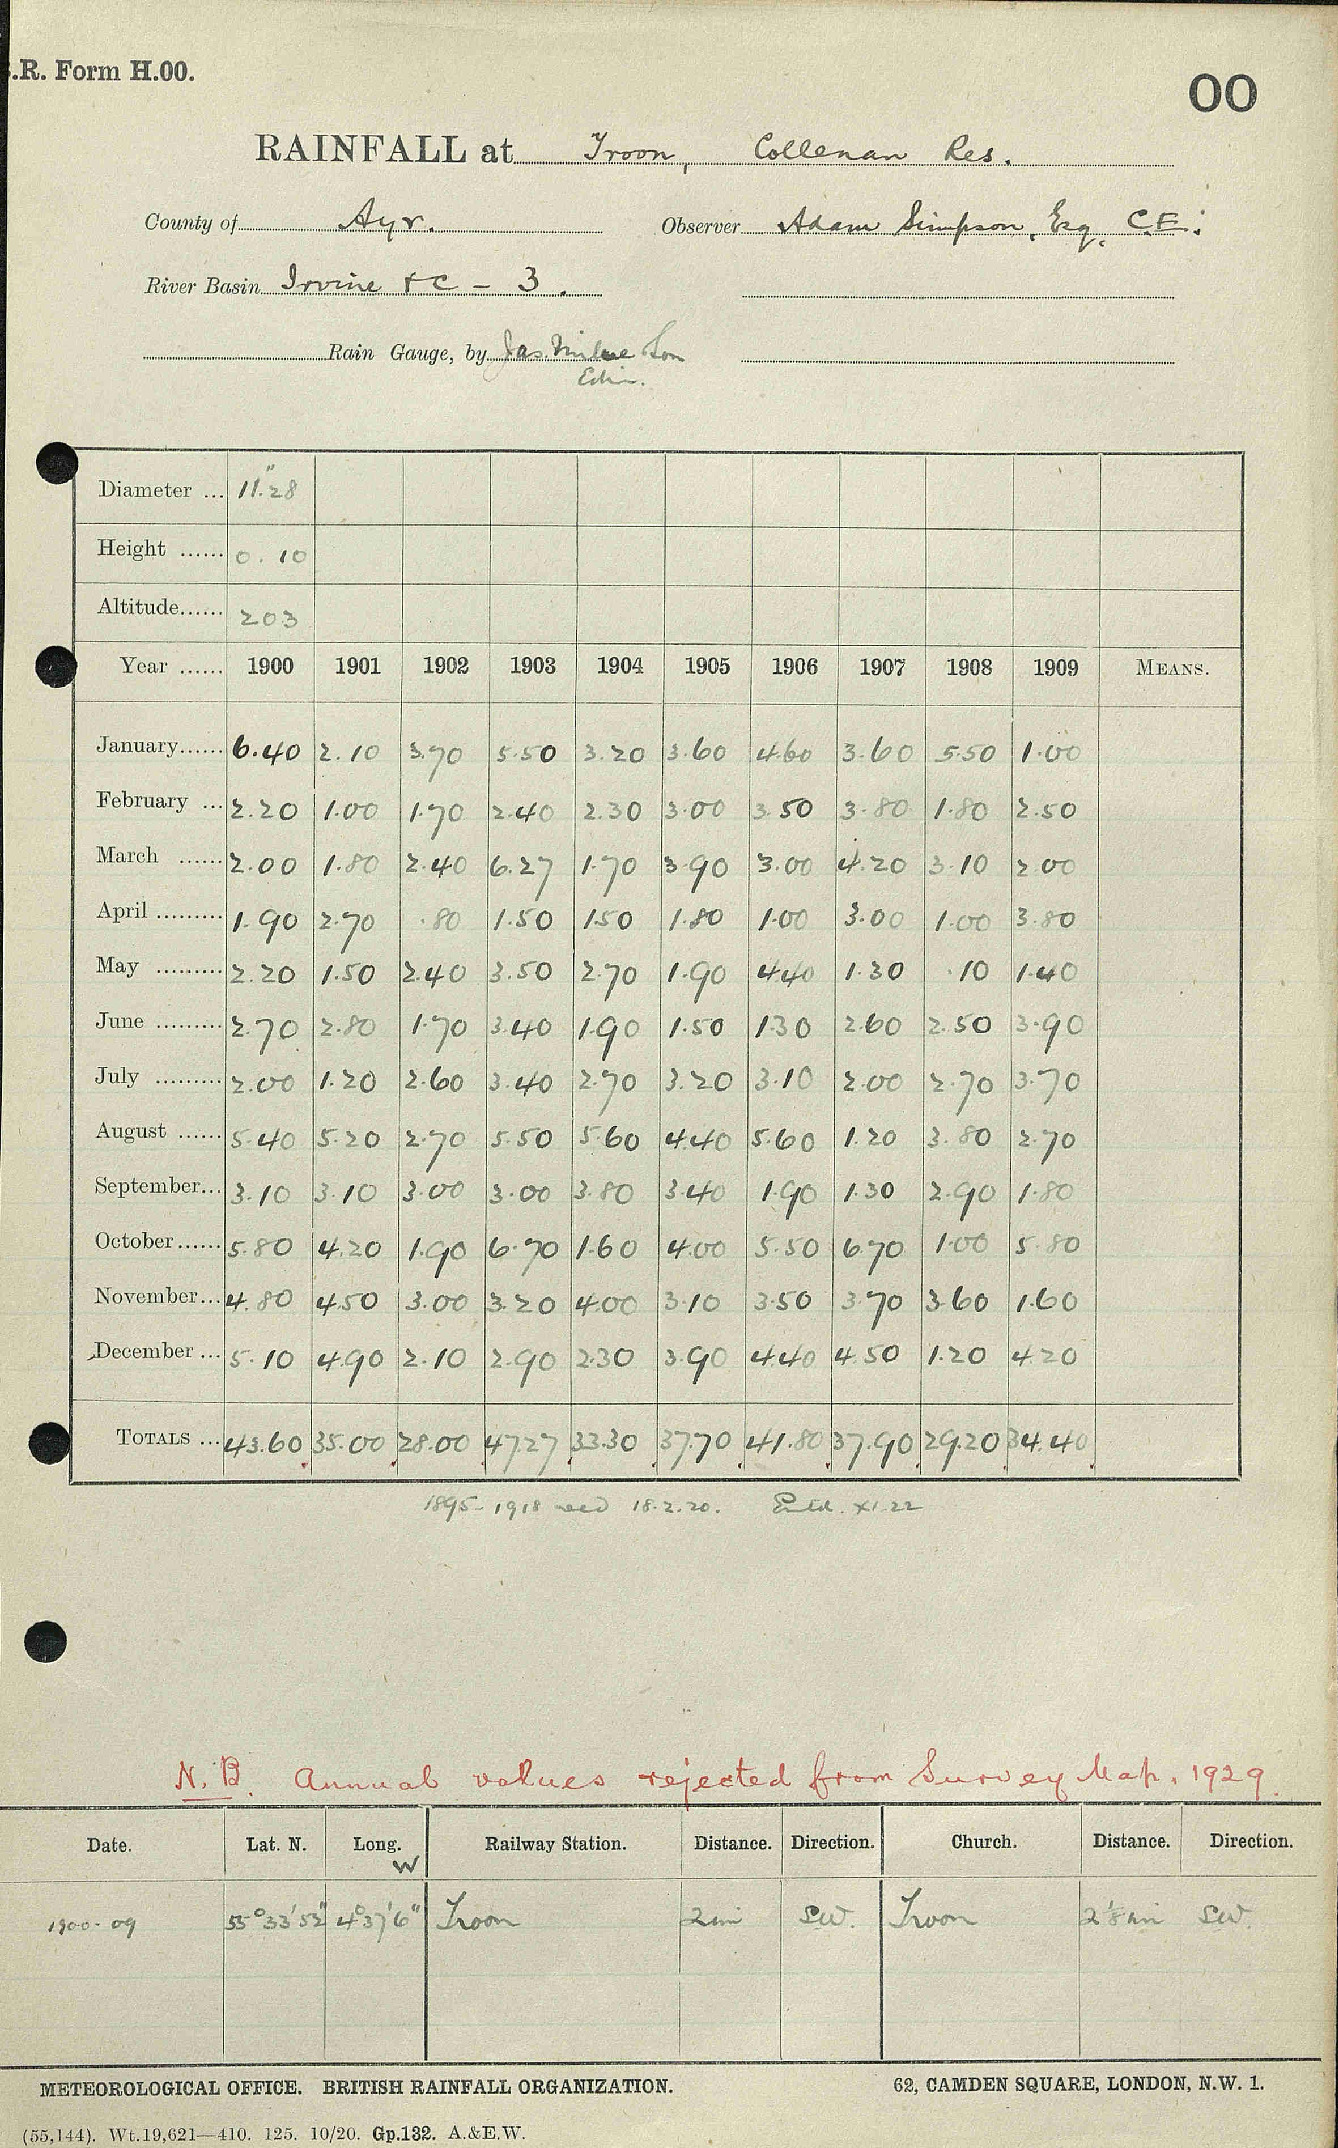 .R. Form H.00.
00
RAINFALL at Troon, Collenan Res.
County of Ayr. Observer Adam Simpson, Esq, C.E.
River Basin Irvine &c - 3.
Rain Gauge, by Jas. Milne Son
Edin.
Diameter ... 11.28"
Height ...... 0.10
Altitude...... 203
Year ...... 1900 1901 1902 1903 1904 1905 1906 1907 1908 1909 MEANS.
January...... 6.40 2.10 3.70 5.50 3.20 3.60 4.60 3.60 5.50 1.00
February ... 2.20 1.00 1.70 2.40 2.30 3.00 3.50 3.80 1.80 2.50
March ...... 2.00 1.80 2.40 6.27 1.70 3.90 3.00 4.20 3.10 2.00
April ......... 1.90 2.70 .80 1.50 1.50 1.80 1.00 3.00 1.00 3.80
May ......... 2.20 1.50 2.40 3.50 2.70 1.90 4.40 1.30 .10 1.40
June ......... 2.70 2.80 1.70 3.40 1.90 1.50 1.30 2.60 2.50 3.90
July ......... 2.00 1.20 2.60 3.40 2.70 3.20 3.10 2.00 2.70 3.70
August ...... 5.40 5.20 2.70 5.50 5.60 4.40 5.60 1.20 3.80 2.70
September... 3.10 3.10 3.00 3.00 3.80 3.40 1.90 1.30 2.90 1.80
October...... 5.80 4.20 1.90 6.70 1.60 4.00 5.50 6.70 1.00 5.80
November... 4.80 4.50 3.00 3.20 4.00 3.10 3.50 3.70 3.60 1.60
December ... 5.10 4.90 2.10 2.90 2.30 3.90 4.40 4.50 1.20 4.20
TOTALS ... 43.60 35.00 28.00 47.27 33.30 37.70 41.80 37.90 29.20 34.40
1895-1918 recd 18.2.20. Entd. XI.22
N.B. Annual values rejected from Survey Map, 1929.
Date. Lat. N. Long. W Railway Station. Distance. Direction. Church. Distance. Direction.
1900-09 55°33'52" 4°37'6" Troon 2 mi SW. Troon 2⅛ mi SW.
METEOROLOGICAL OFFICE. BRITISH RAINFALL ORGANIZATION. 62, CAMDEN SQUARE, LONDON, N.W. 1.
(55,144). Wt.19,621—410. 125. 10/20. Gp.132. A.&E.W.